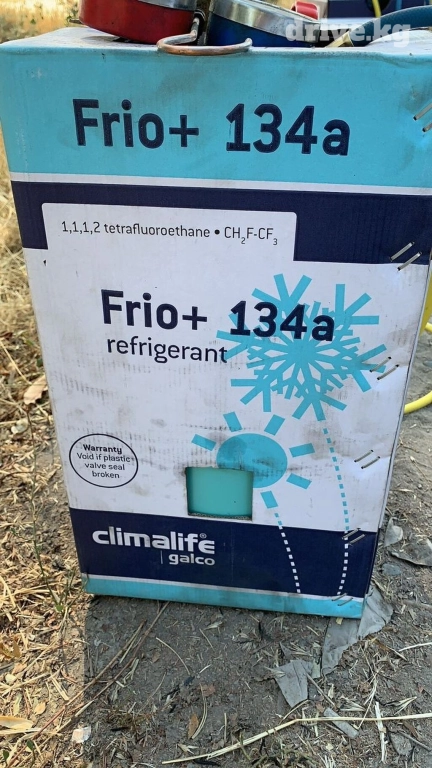 drive.kg
Frio+ 134a
1,1,1,2 tetrafluoroethane • CH₂F-CF₃
Frio+ 134a
refrigerant
Warranty
Void if plastic
valve seal
broken
climalife®
galco